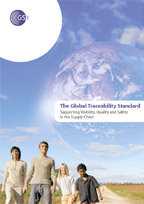 GS1
The Global Traceability Standard
Supporting Visibility, Quality and Safety
in the Supply Chain